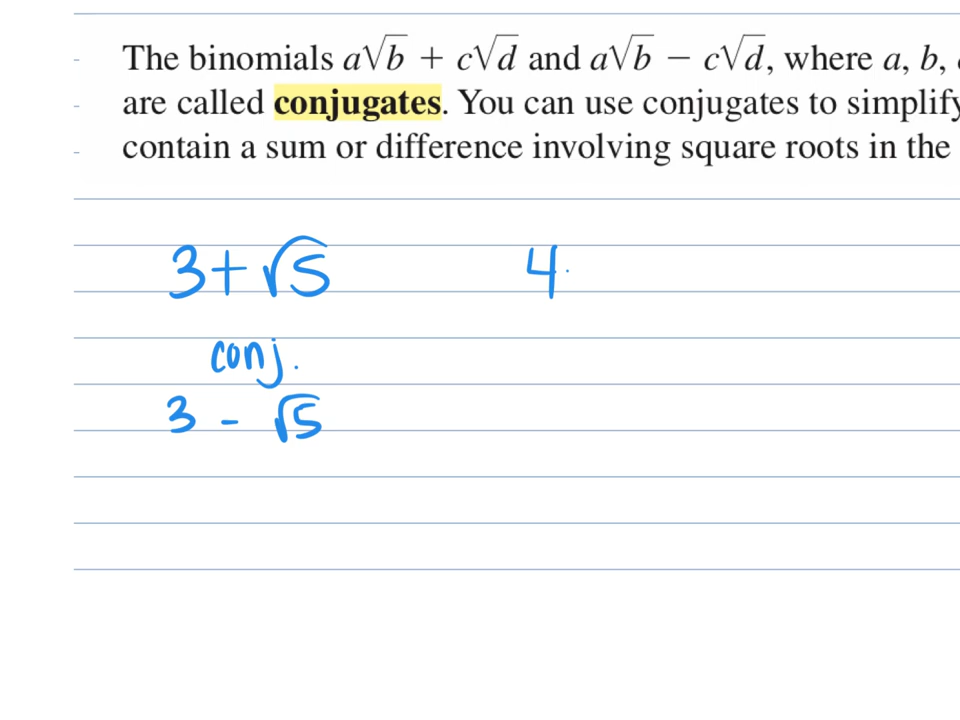 The binomials a√b + c√d and a√b − c√d, where a, b,
are called conjugates. You can use conjugates to simplify
contain a sum or difference involving square roots in the
3+√5 4
conj.
3 - √5